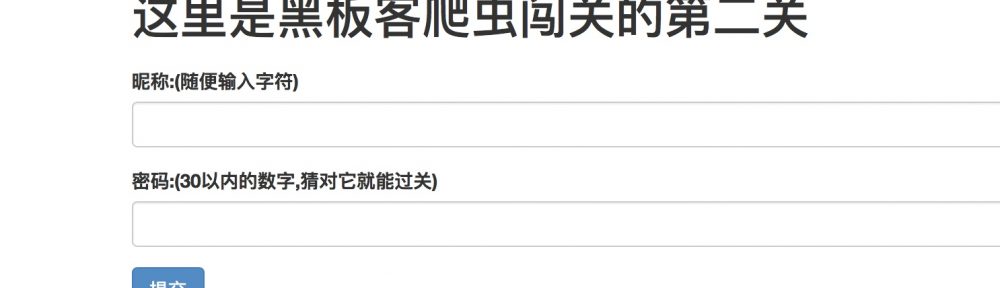 这里是黑板客爬虫闯关的第二关
昵称:(随便输入字符)
密码:(30以内的数字,猜对它就能过关)
提交